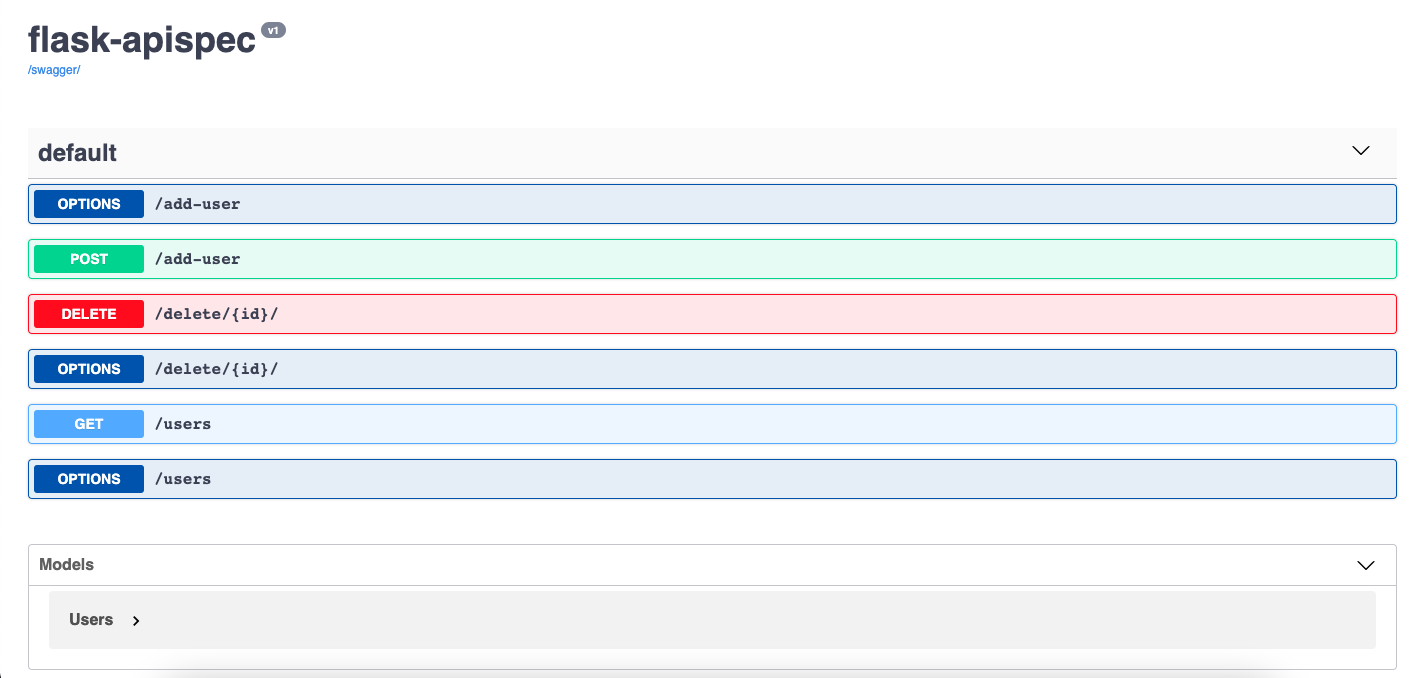 flask-apispec v1
/swagger/
default
OPTIONS /add-user
POST /add-user
DELETE /delete/{id}/
OPTIONS /delete/{id}/
GET /users
OPTIONS /users
Models
Users